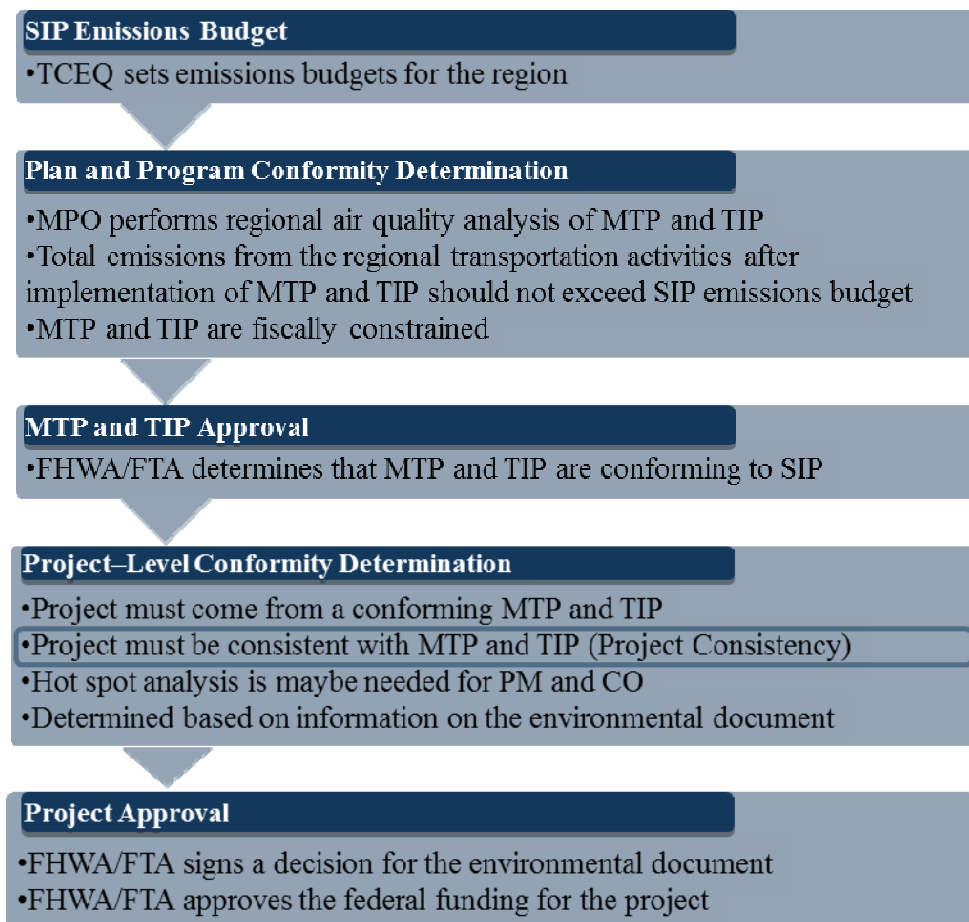 SIP Emissions Budget
•TCEQ sets emissions budgets for the region
Plan and Program Conformity Determination
•MPO performs regional air quality analysis of MTP and TIP
•Total emissions from the regional transportation activities after
implementation of MTP and TIP should not exceed SIP emissions budget
•MTP and TIP are fiscally constrained
MTP and TIP Approval
•FHWA/FTA determines that MTP and TIP are conforming to SIP
Project–Level Conformity Determination
•Project must come from a conforming MTP and TIP
•Project must be consistent with MTP and TIP (Project Consistency)
•Hot spot analysis is maybe needed for PM and CO
•Determined based on information on the environmental document
Project Approval
•FHWA/FTA signs a decision for the environmental document
•FHWA/FTA approves the federal funding for the project